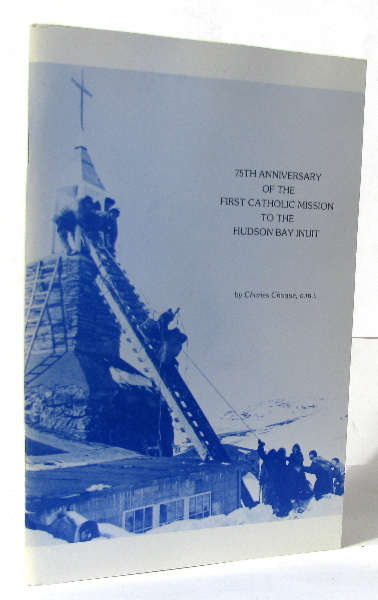 75TH ANNIVERSARY
OF THE
FIRST CATHOLIC MISSION
TO THE
HUDSON BAY INUIT
by Charles Choque, o.m.i.